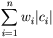 \sum_{i=1}^{n} w_i |c_i|